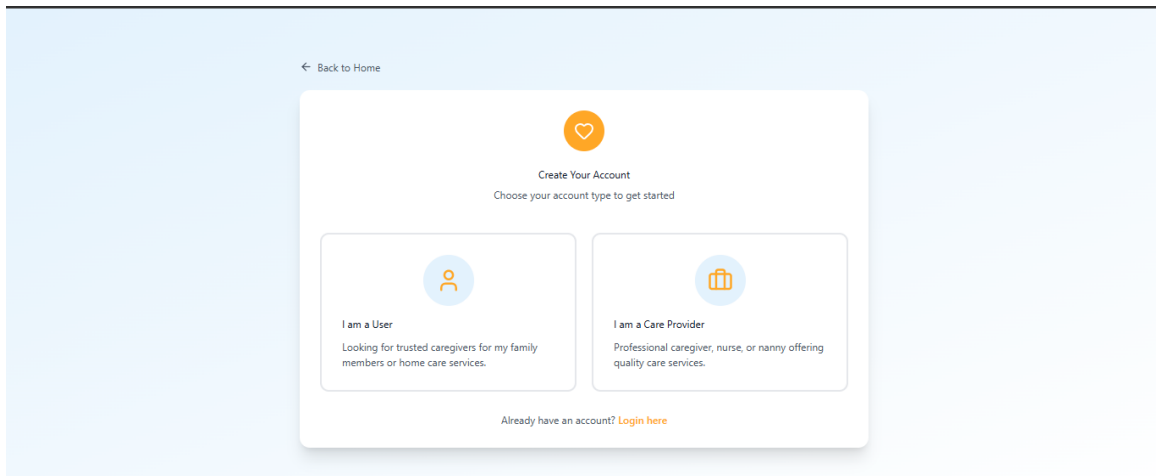 Back to Home
Create Your Account
Choose your account type to get started
I am a User
Looking for trusted caregivers for my family
members or home care services.
I am a Care Provider
Professional caregiver, nurse, or nanny offering
quality care services.
Already have an account? Login here